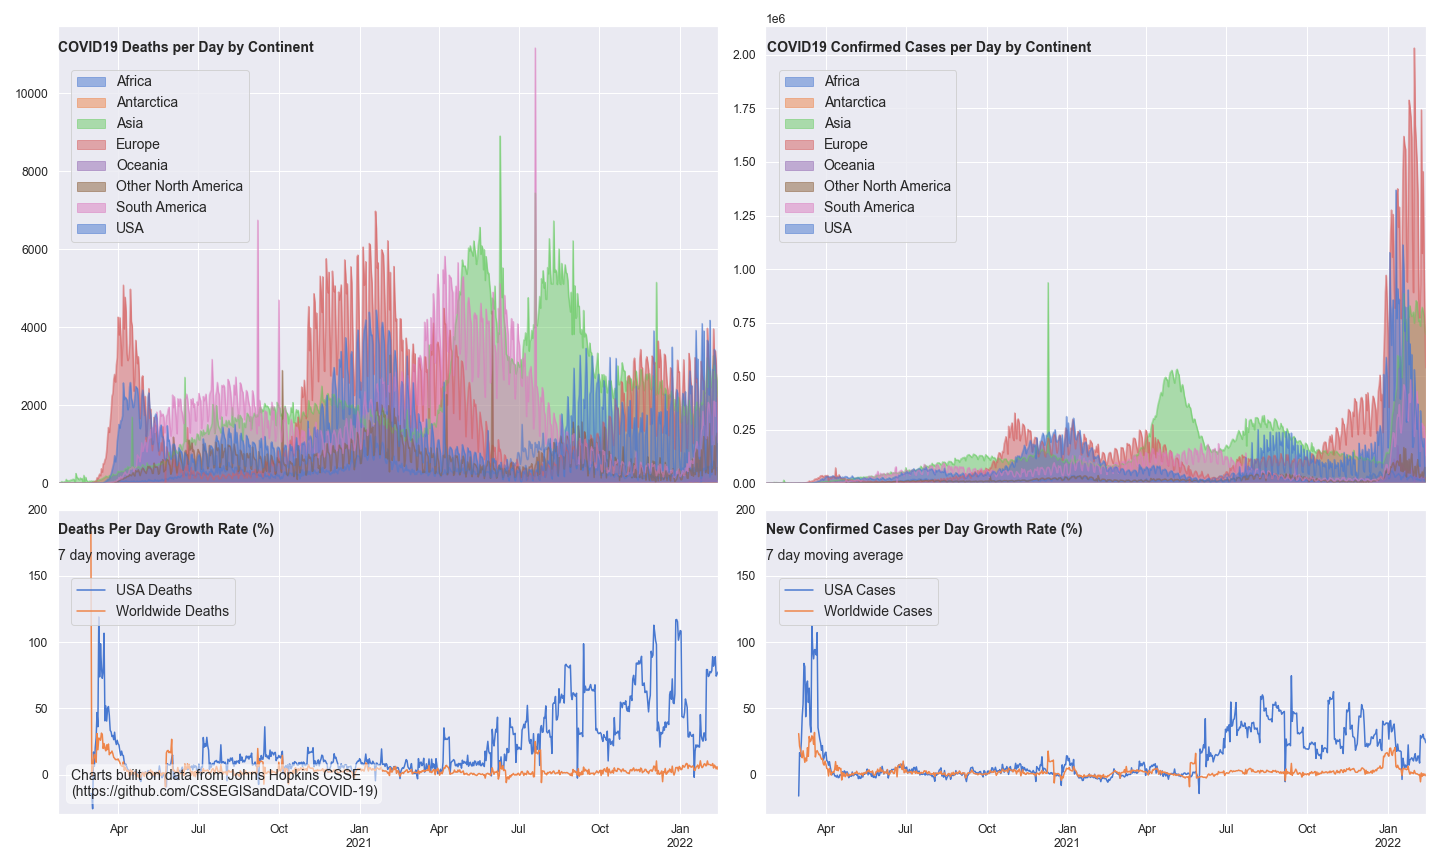 COVID19 Deaths per Day by Continent
10000
8000
6000
4000
2000
0
Africa
Antarctica
Asia
Europe
Oceania
Other North America
South America
USA
1e6
COVID19 Confirmed Cases per Day by Continent
2.00
1.75
1.50
1.25
1.00
0.75
0.50
0.25
0.00
Africa
Antarctica
Asia
Europe
Oceania
Other North America
South America
USA
Deaths Per Day Growth Rate (%)
7 day moving average
200
150
100
50
0
USA Deaths
Worldwide Deaths
Charts built on data from Johns Hopkins CSSE
(https://github.com/CSSEGISandData/COVID-19)
Apr Jul Oct Jan Apr Jul Oct Jan
2021 2022
New Confirmed Cases per Day Growth Rate (%)
7 day moving average
200
150
100
50
0
USA Cases
Worldwide Cases
Apr Jul Oct Jan Apr Jul Oct Jan
2021 2022